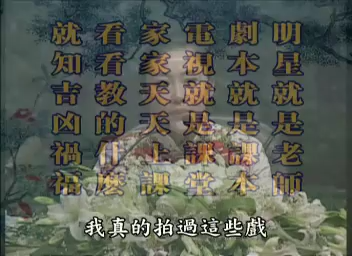 明星就是老師
劇本就是課本
電視就是課堂
家家天天上課
看看教的什麼
就知吉凶禍福
我真的拍過這些戲